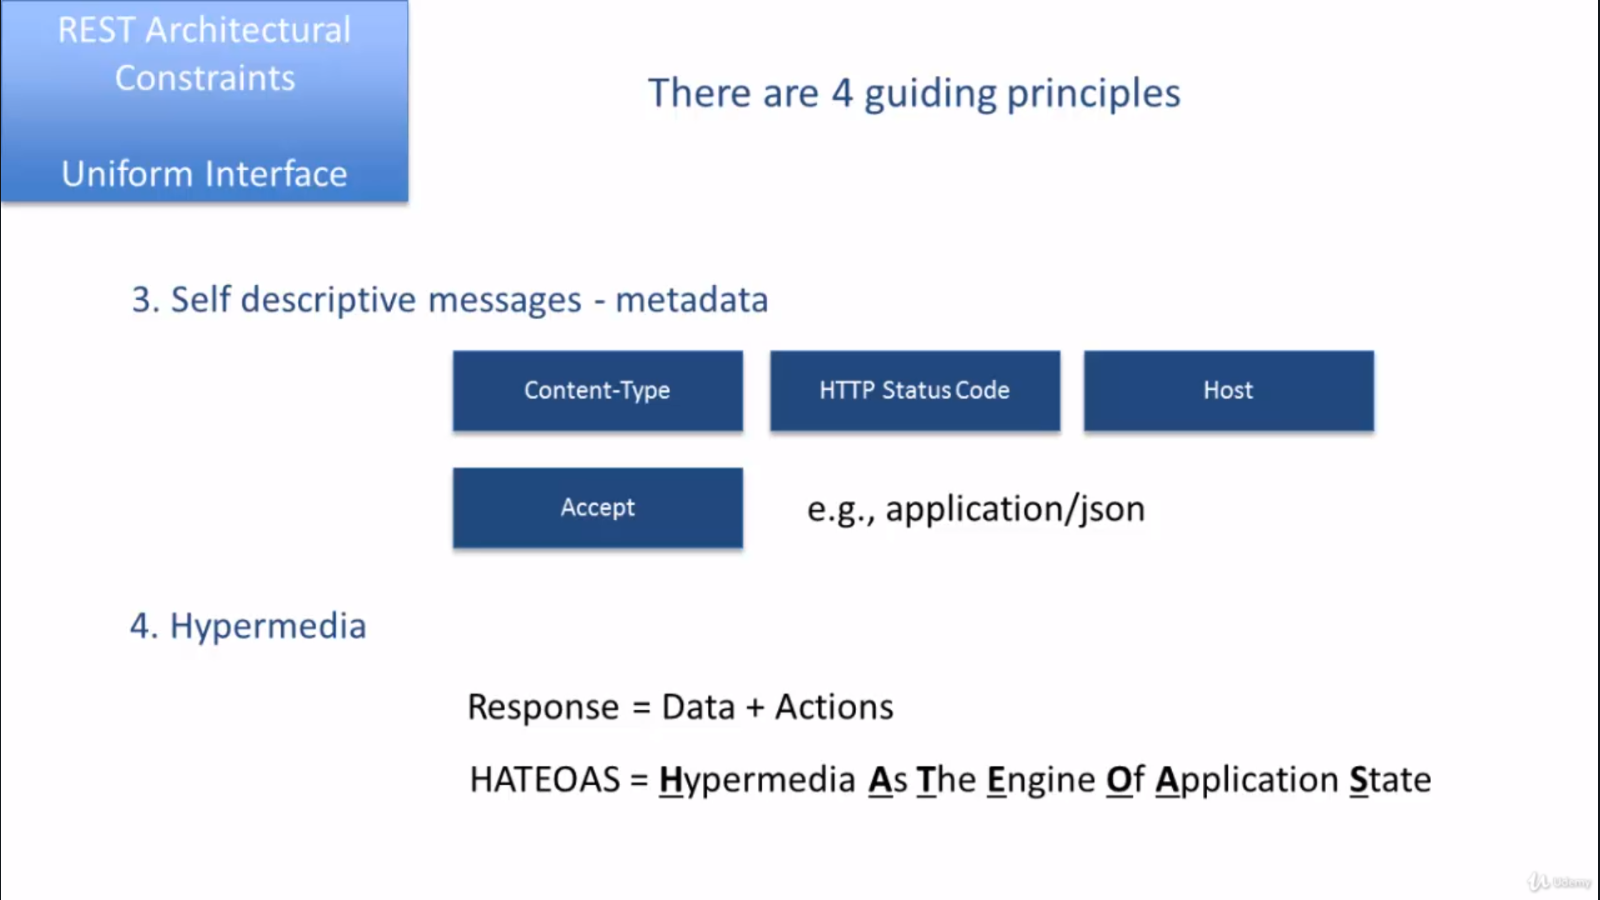 REST Architectural
Constraints
Uniform Interface
There are 4 guiding principles
3. Self descriptive messages - metadata
Content-Type
HTTP Status Code
Host
Accept
e.g., application/json
4. Hypermedia
Response = Data + Actions
HATEOAS = Hypermedia As The Engine Of Application State
Udemy